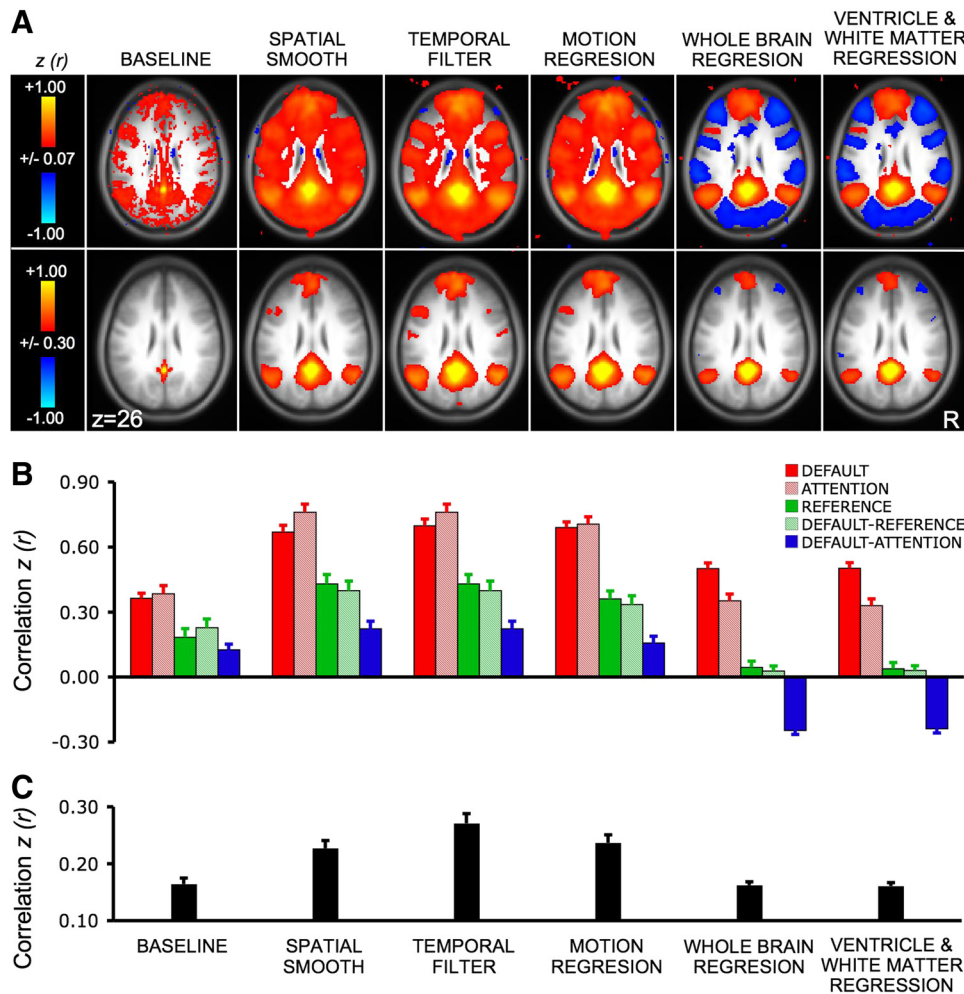 A
z (r)
BASELINE
SPATIAL
SMOOTH
TEMPORAL
FILTER
MOTION
REGRESION
WHOLE BRAIN
REGRESSION
VENTRICLE &
WHITE MATTER
REGRESSION
+1.00
+/- 0.07
-1.00
+1.00
+/- 0.30
-1.00
z=26
R
B
Correlation z (r)
0.90
0.60
0.30
0.00
-0.30
DEFAULT
ATTENTION
REFERENCE
DEFAULT-REFERENCE
DEFAULT-ATTENTION
C
Correlation z (r)
0.30
0.20
0.10
BASELINE
SPATIAL
SMOOTH
TEMPORAL
FILTER
MOTION
REGRESION
WHOLE BRAIN
REGRESSION
VENTRICLE &
WHITE MATTER
REGRESSION